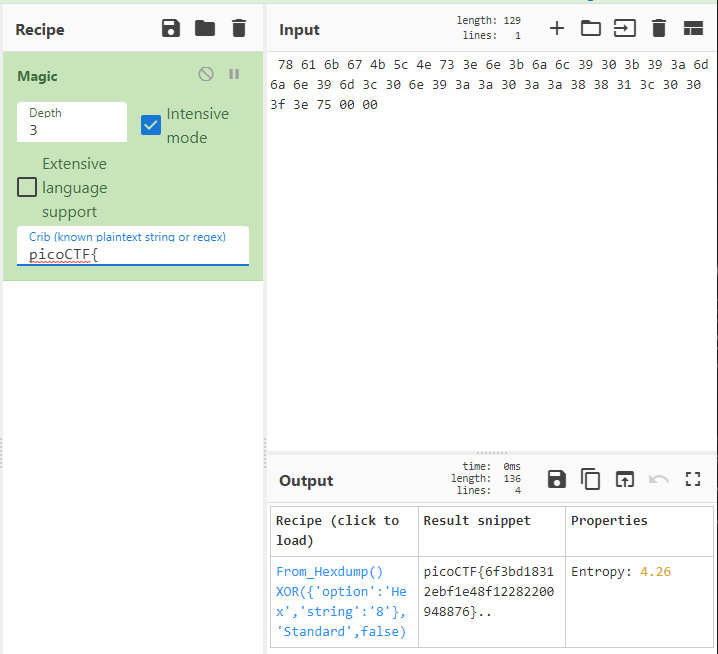 Recipe
Magic
Depth
3
Intensive
mode
Extensive
language
support
Crib (known plaintext string or regex)
picoCTF{
Input
length: 129
lines: 1
78 61 6b 67 4b 5c 4e 73 3e 6e 3b 6a 6c 39 30 3b 39 3a 6d
6a 6e 39 6d 3c 30 6e 39 3a 3a 30 3a 3a 38 38 31 3c 30 30
3f 3e 75 00 00
Output
time: 0ms
length: 136
lines: 4
Recipe (click to
load)
Result snippet
Properties
From_Hexdump()
XOR({'option':'He
x','string':'8'},
'Standard',false)
picoCTF{6f3bd1831
2ebf1e48f12282200
948876}..
Entropy: 4.26